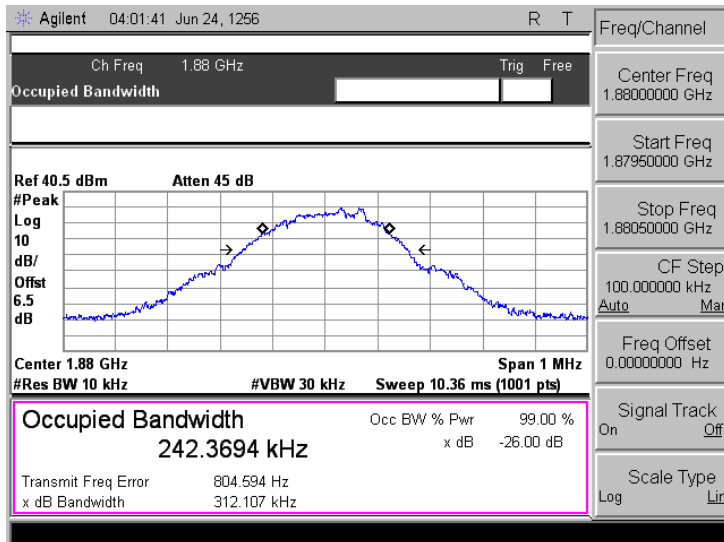 Agilent 04:01:41 Jun 24, 1256 R T
Freq/Channel
Ch Freq 1.88 GHz Trig Free
Occupied Bandwidth
Center Freq
1.88000000 GHz
Start Freq
1.87950000 GHz
Stop Freq
1.88050000 GHz
CF Step
100.000000 kHz
Auto Man
Freq Offset
0.00000000 Hz
Signal Track
On Off
Scale Type
Log Lin
Ref 40.5 dBm Atten 45 dB
#Peak
Log
10
dB/
Offst
6.5
dB
Center 1.88 GHz Span 1 MHz
#Res BW 10 kHz #VBW 30 kHz Sweep 10.36 ms (1001 pts)
Occupied Bandwidth
242.3694 kHz
Occ BW % Pwr 99.00 %
x dB -26.00 dB
Transmit Freq Error 804.594 Hz
x dB Bandwidth 312.107 kHz